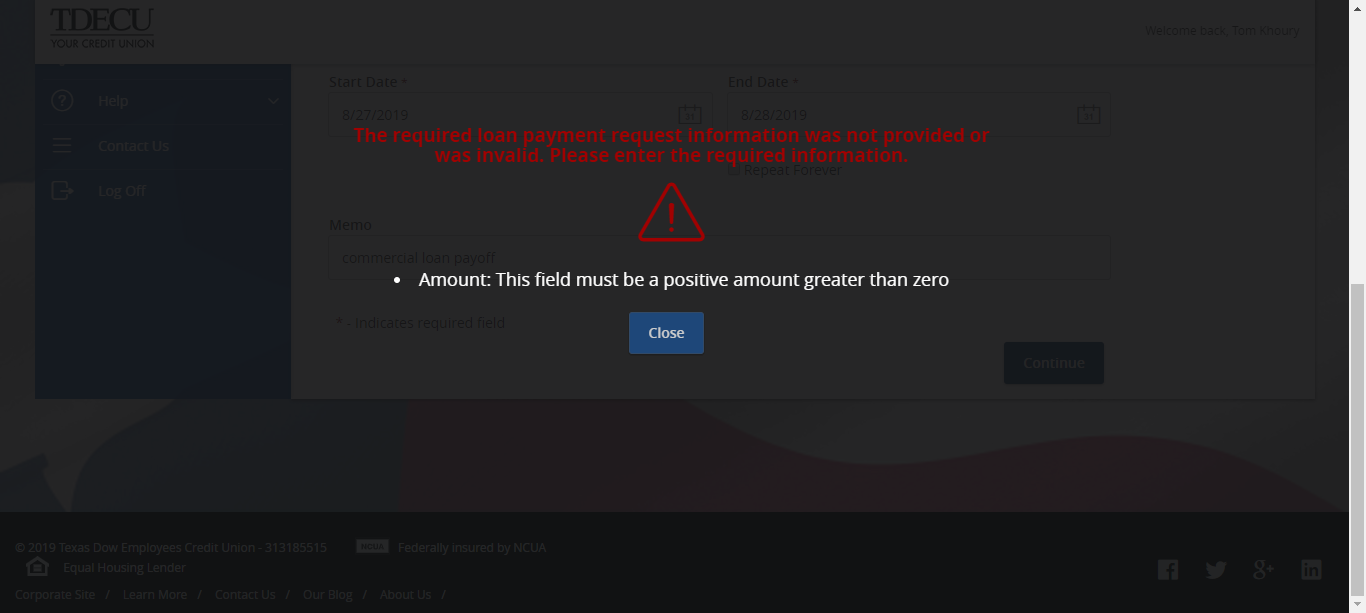 TDECU
YOUR CREDIT UNION
Welcome back, Tom Khoury
Start Date *
End Date *
Help
8/27/2019
31
8/28/2019
31
The required loan payment request information was not provided or
was invalid. Please enter the required information.
Contact Us
Repeat Forever
Log Off
Memo
commercial loan payoff
• Amount: This field must be a positive amount greater than zero
* - Indicates required field
Close
Continue
© 2019 Texas Dow Employees Credit Union - 313185515
NCUA
Federally insured by NCUA
Equal Housing Lender
Corporate Site / Learn More / Contact Us / Our Blog / About Us /